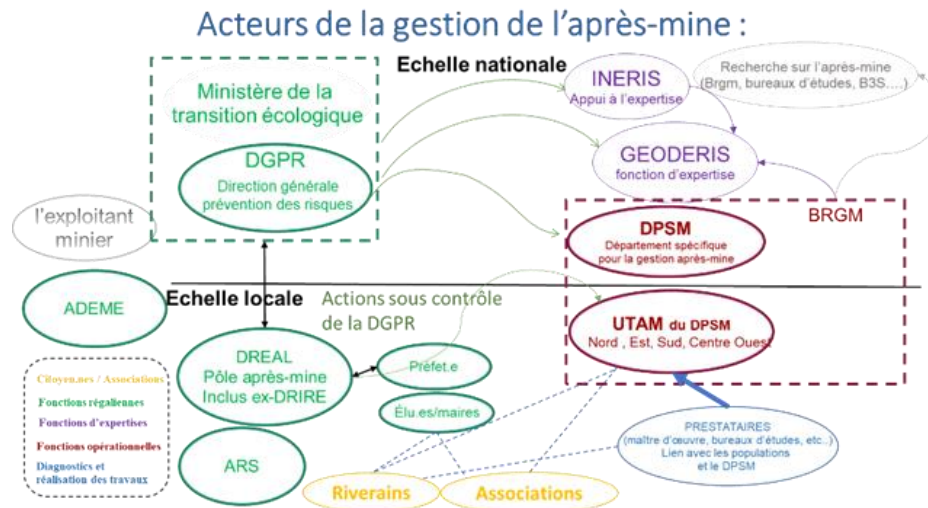 Acteurs de la gestion de l'après-mine :
Echelle nationale
Ministère de la
transition écologique
DGPR
Direction générale
prévention des risques
INERIS
Appui à l'expertise
Recherche sur l'après-mine
(Brgm, bureaux d'études, B3S....)
GEODERIS
fonction d'expertise
BRGM
l'exploitant
minier
DPSM
Département spécifique
pour la gestion après-mine
ADEME
Echelle locale
Actions sous contrôle
de la DGPR
UTAM du DPSM
Nord , Est, Sud, Centre Ouest
DREAL
Pôle après-mine
Inclus ex-DRIRE
Préfet.e
Élu.es/maires
Citoyen.nes / Associations
Fonctions régaliennes
Fonctions d'expertises
Fonctions opérationnelles
Diagnostics et
réalisation des travaux
ARS
PRESTATAIRES
(maître d'œuvre, bureaux d'études, etc..)
Lien avec les populations
et le DPSM
Riverains
Associations